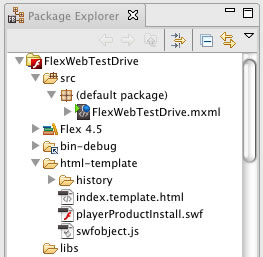 Package Explorer
FlexWebTestDrive
src
(default package)
FlexWebTestDrive.mxml
Flex 4.5
bin-debug
html-template
history
index.template.html
playerProductInstall.swf
swfobject.js
libs